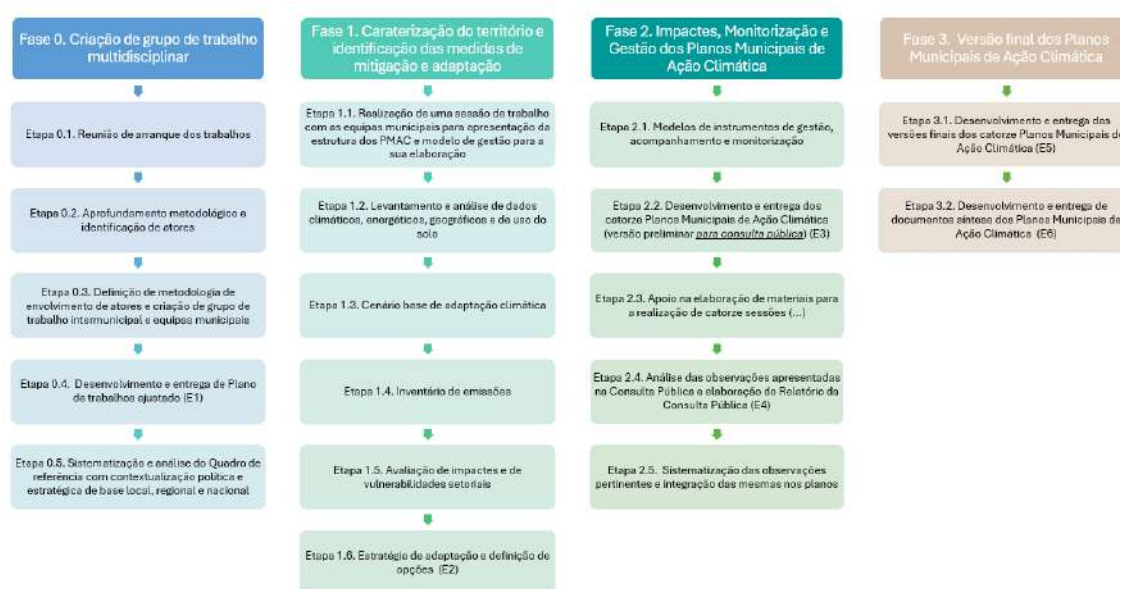 Fase 0. Criação de grupo de trabalho
multidisciplinar
Etapa 0.1. Reunião de arranque dos trabalhos
Etapa 0.2. Aprofundamento metodológico e
identificação de atores
Etapa 0.3. Definição de metodologia de
envolvimento de atores e criação de grupo de
trabalho intermunicipal e equipas municipais
Etapa 0.4. Desenvolvimento e entrega de Plano
de trabalhos ajustado (E1)
Etapa 0.5. Sistematização e análise do Quadro de
referência com contextualização política e
estratégica de base local, regional e nacional
Fase 1. Caraterização do território e
identificação das medidas de
mitigação e adaptação
Etapa 1.1. Realização de uma sessão de trabalho
com as equipas municipais para apresentação da
estrutura dos PMAC e modelo de gestão para a
sua elaboração
Etapa 1.2. Levantamento e análise de dados
climáticos, energéticos, geográficos e de uso do
solo
Etapa 1.3. Cenário base de adaptação climática
Etapa 1.4. Inventário de emissões
Etapa 1.5. Avaliação de impactes e de
vulnerabilidades setoriais
Etapa 1.6. Estratégia de adaptação e definição de
opções (E2)
Fase 2. Impactes, Monitorização e
Gestão dos Planos Municipais de
Ação Climática
Etapa 2.1. Modelos de instrumentos de gestão,
acompanhamento e monitorização
Etapa 2.2. Desenvolvimento e entrega dos
catorze Planos Municipais de Ação Climática
(versão preliminar para consulta pública) (E3)
Etapa 2.3. Apoio na elaboração de materiais para
a realização de catorze sessões (...)
Etapa 2.4. Análise das observações apresentadas
na Consulta Pública e elaboração do Relatório da
Consulta Pública (E4)
Etapa 2.5. Sistematização das observações
pertinentes e integração das mesmas nos planos
Fase 3. Versão final dos Planos
Municipais de Ação Climática
Etapa 3.1. Desenvolvimento e entrega das
versões finais dos catorze Planos Municipais de
Ação Climática (E5)
Etapa 3.2. Desenvolvimento e entrega de
documentos síntese dos Planos Municipais de
Ação Climática (E6)